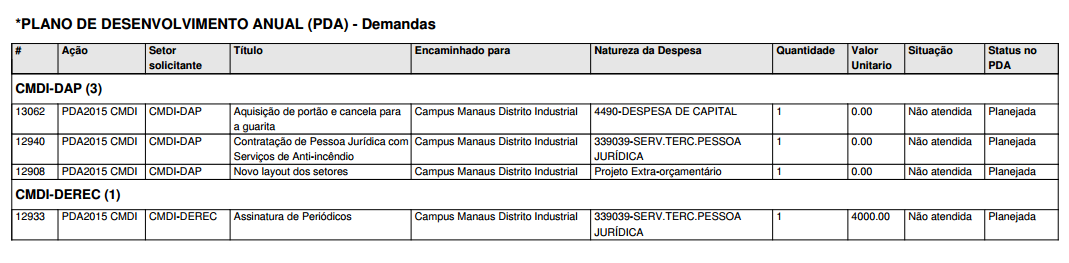 *PLANO DE DESENVOLVIMENTO ANUAL (PDA) - Demandas
# Ação Setor solicitante Título Encaminhado para Natureza da Despesa Quantidade Valor Unitario Situação Status no PDA
CMDI-DAP (3)
13062 PDA2015 CMDI CMDI-DAP Aquisição de portão e cancela para a guarita Campus Manaus Distrito Industrial 4490-DESPESA DE CAPITAL 1 0.00 Não atendida Planejada
12940 PDA2015 CMDI CMDI-DAP Contratação de Pessoa Jurídica com Serviços de Anti-incêndio Campus Manaus Distrito Industrial 339039-SERV.TERC.PESSOA JURÍDICA 1 0.00 Não atendida Planejada
12908 PDA2015 CMDI CMDI-DAP Novo layout dos setores Campus Manaus Distrito Industrial Projeto Extra-orçamentário 1 0.00 Não atendida Planejada
CMDI-DEREC (1)
12933 PDA2015 CMDI CMDI-DEREC Assinatura de Periódicos Campus Manaus Distrito Industrial 339039-SERV.TERC.PESSOA JURÍDICA 1 4000.00 Não atendida Planejada